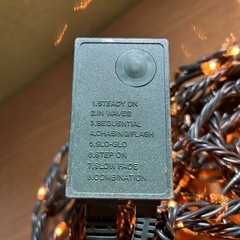 1.STEADY ON
2.IN WAVES
3.SEQUENTIAL
4.CHASING/FLASH
5.SLO-GLO
6.STEP ON
7.SLOW FADE
8.COMBINATION